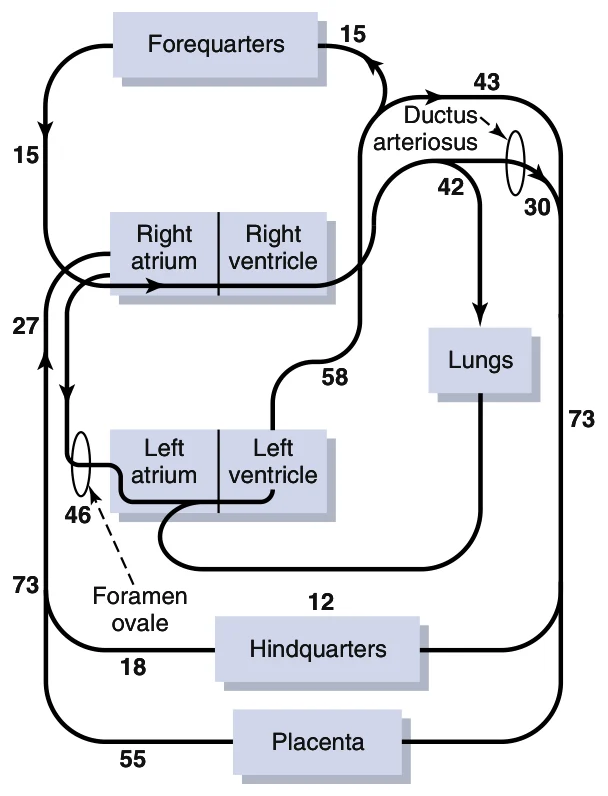 Forequarters
15
43
Ductus
arteriosus
15
42
30
Right
atrium
Right
ventricle
27
Lungs
58
73
Left
atrium
Left
ventricle
46
73
Foramen
ovale
12
Hindquarters
18
Placenta
55